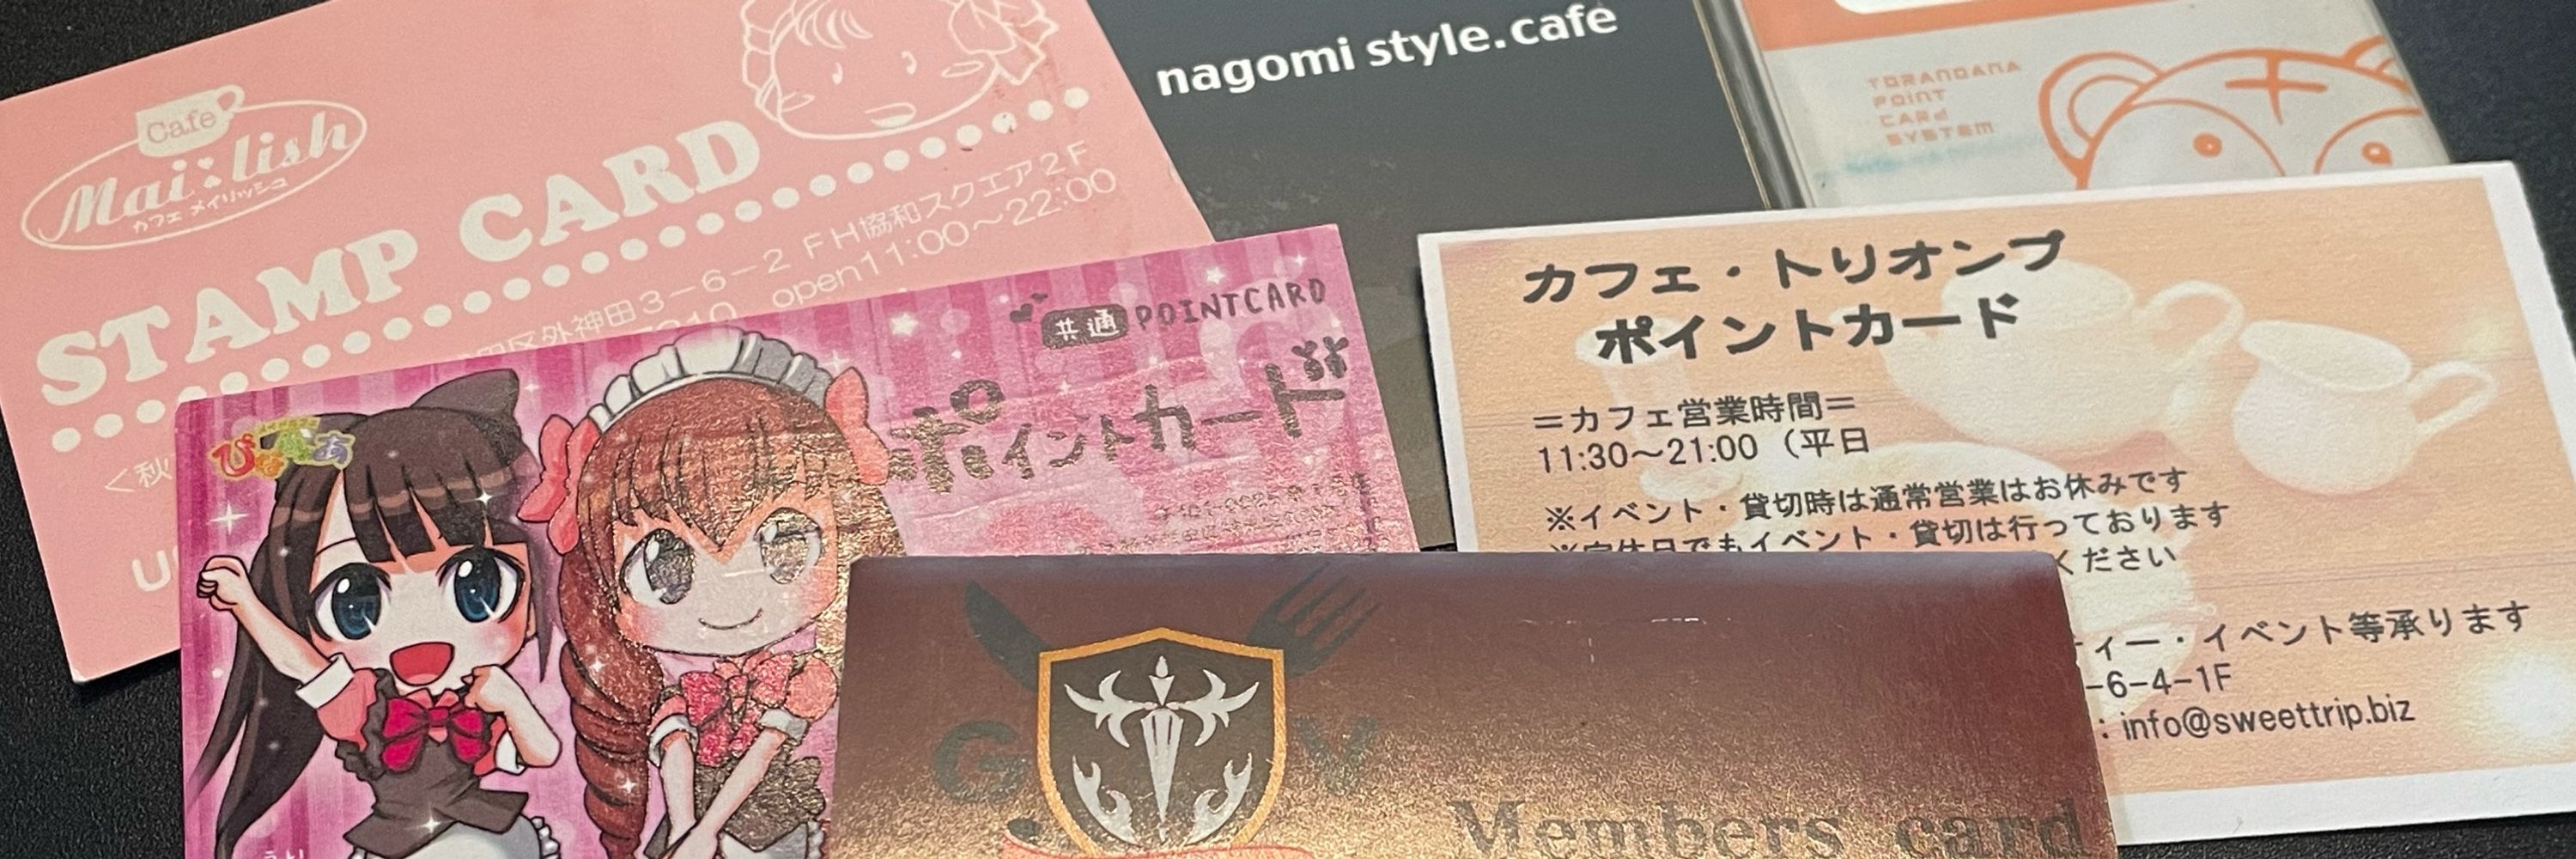 Cafe
Mai:lish
カフェ メイリッシュ
STAMP CARD
区外神田3-6-2 FH協和スクエア2F
open11:00〜22:00
<秋
nagomi style.cafe
TORANOANA
POINT
CARD
SYSTEM
共通 POINTCARD
ポイントカード
カフェ・トリオンプ
ポイントカード
=カフェ営業時間=
11:30〜21:00 (平日
※イベント・貸切時は通常営業はお休みです
※定休日でもイベント・貸切は行っております
ください
ィー・イベント等承ります
-6-4-1F
: info@sweettrip.biz
G V
Members card